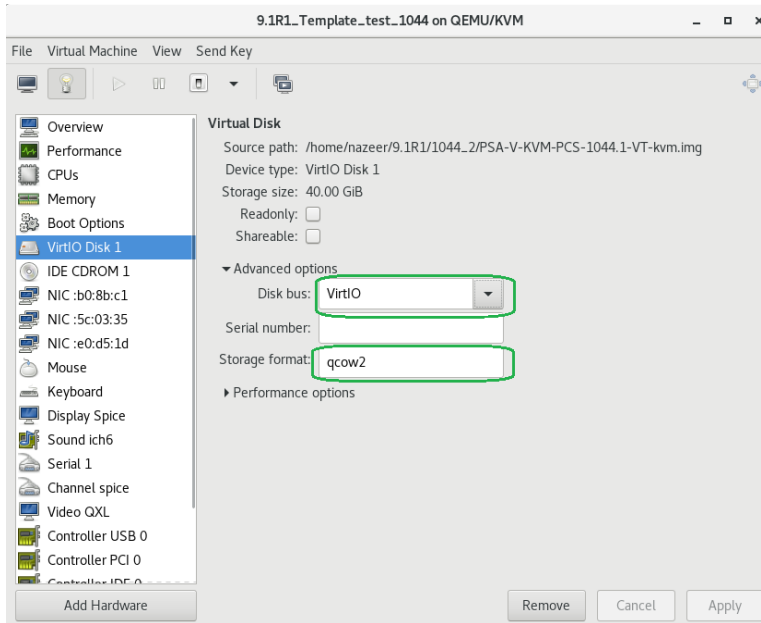 9.1R1_Template_test_1044 on QEMU/KVM
File Virtual Machine View Send Key
Overview
Performance
CPUs
Memory
Boot Options
VirtIO Disk 1
IDE CDROM 1
NIC :b0:8b:c1
NIC :5c:03:35
NIC :e0:d5:1d
Mouse
Keyboard
Display Spice
Sound ich6
Serial 1
Channel spice
Video QXL
Controller USB 0
Controller PCI 0
Controller IDE 0
Add Hardware
Virtual Disk
Source path: /home/nazeer/9.1R1/1044_2/PSA-V-KVM-PCS-1044.1-VT-kvm.img
Device type: VirtIO Disk 1
Storage size: 40.00 GiB
Readonly:
Shareable:
Advanced options
Disk bus: VirtIO
Serial number:
Storage format: qcow2
Performance options
Remove Cancel Apply